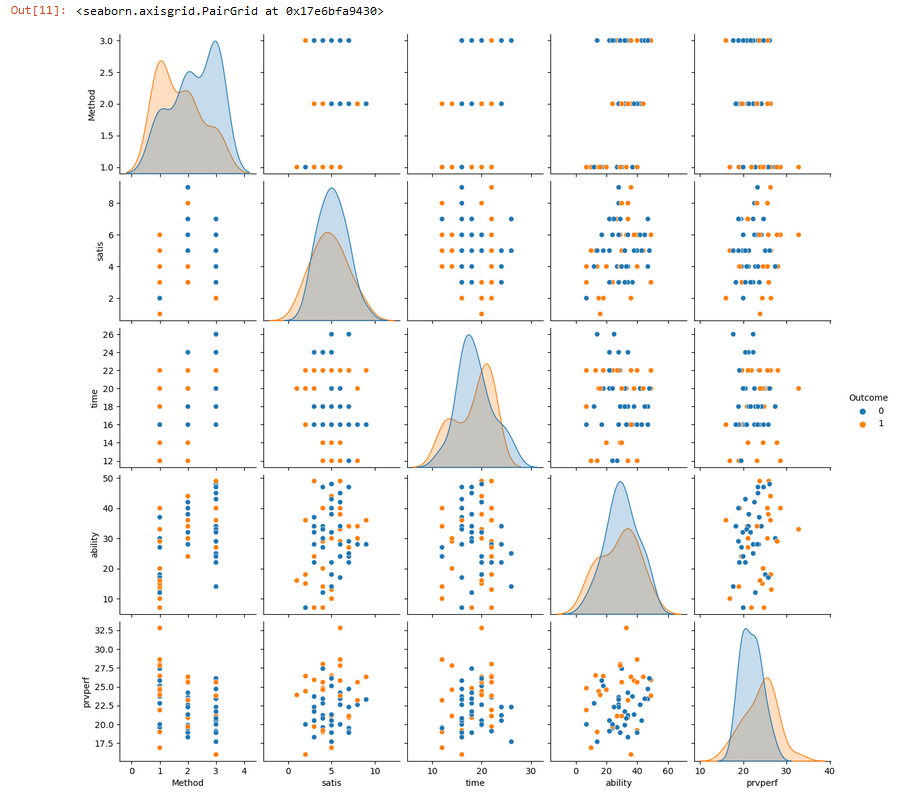 Out[11]: <seaborn.axisgrid.PairGrid at 0x17e6bfa9430>
3.0
2.5
2.0
1.5
1.0
Method
8
6
4
2
satis
Outcome
0
1
26
24
22
20
18
16
14
12
time
50
40
30
20
10
ability
32.5
30.0
27.5
25.0
22.5
20.0
17.5
prvperf
0 1 2 3 4
0 5 10
10 20 30
0 20 40 60
10 20 30 40
Method
satis
time
ability
prvperf